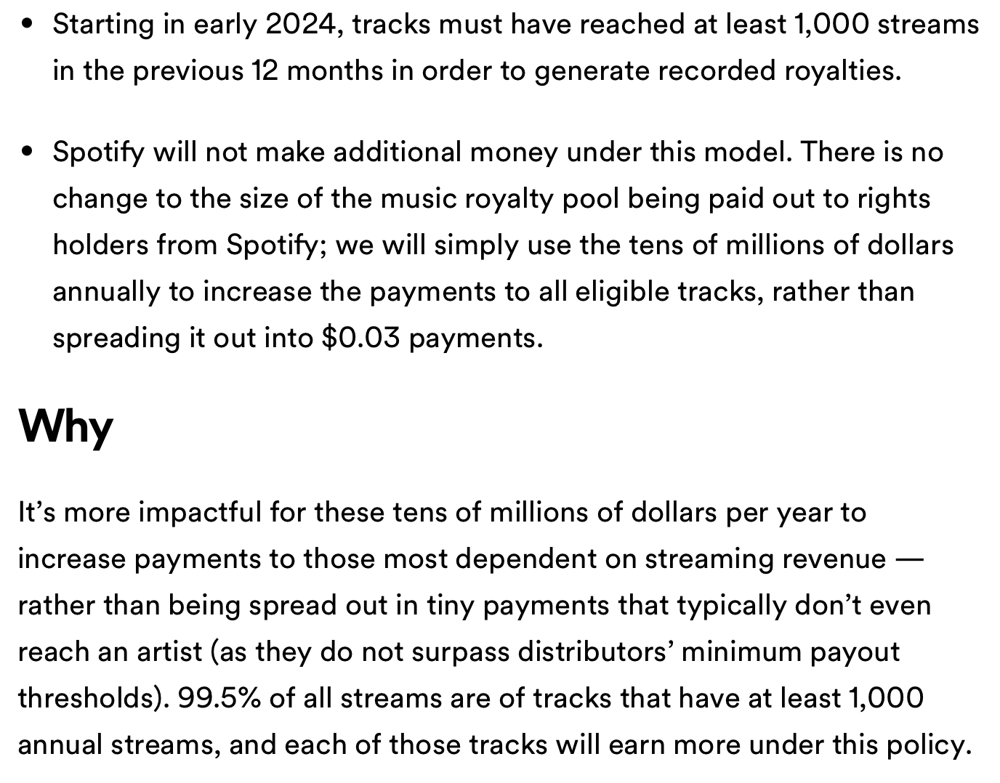 • Starting in early 2024, tracks must have reached at least 1,000 streams
in the previous 12 months in order to generate recorded royalties.
• Spotify will not make additional money under this model. There is no
change to the size of the music royalty pool being paid out to rights
holders from Spotify; we will simply use the tens of millions of dollars
annually to increase the payments to all eligible tracks, rather than
spreading it out into $0.03 payments.
Why
It’s more impactful for these tens of millions of dollars per year to
increase payments to those most dependent on streaming revenue —
rather than being spread out in tiny payments that typically don’t even
reach an artist (as they do not surpass distributors’ minimum payout
thresholds). 99.5% of all streams are of tracks that have at least 1,000
annual streams, and each of those tracks will earn more under this policy.